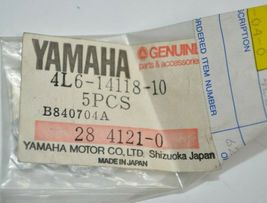 YAMAHA
GENUINE
parts & accessories
4L6-14118-10
5PCS
B840704A
28 4121-0
YAMAHA MOTOR CO., LTD. Shizuoka Japan
MADE IN JAPAN
ORDERED ITEM NUMBER